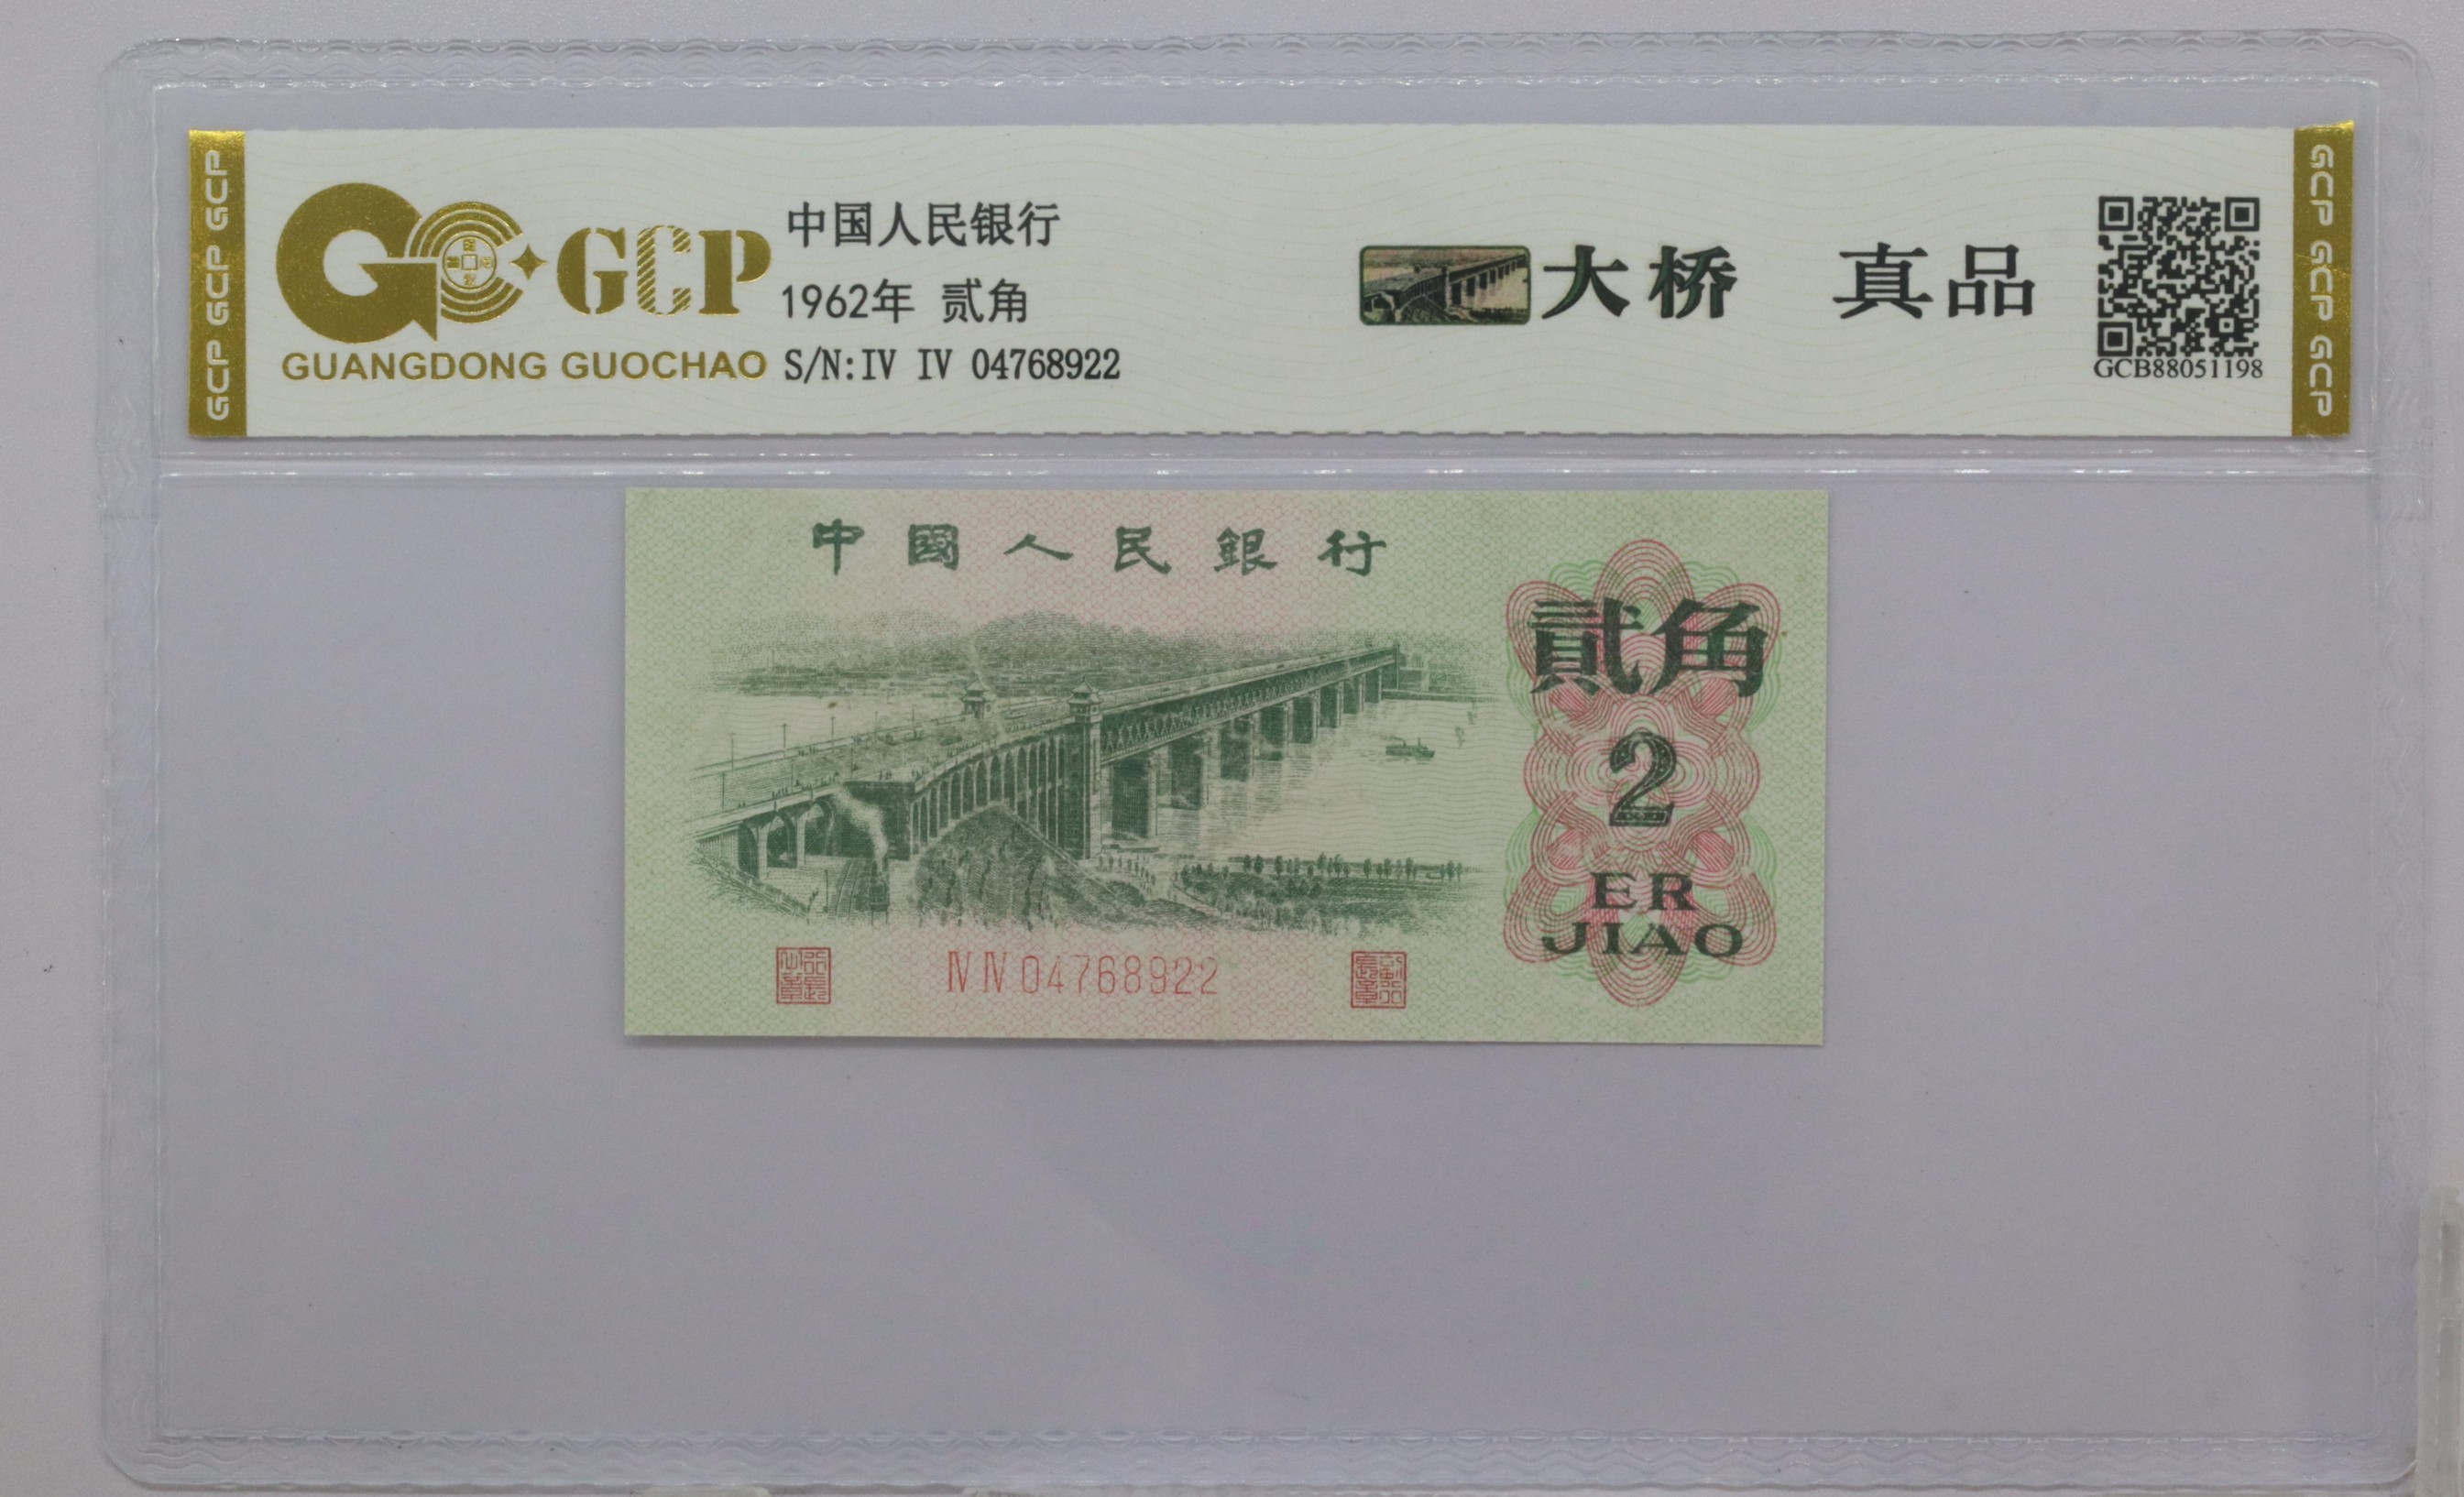 GCP GCP GCP
GCP
GUANGDONG GUOCHAO
中国人民银行
1962年 贰角
S/N:IV IV 04768922
大桥 真品
GCB88051198
GCP GCP GCP
中國人民銀行
貳角
2
ER
JIAO
IV IV 04768922